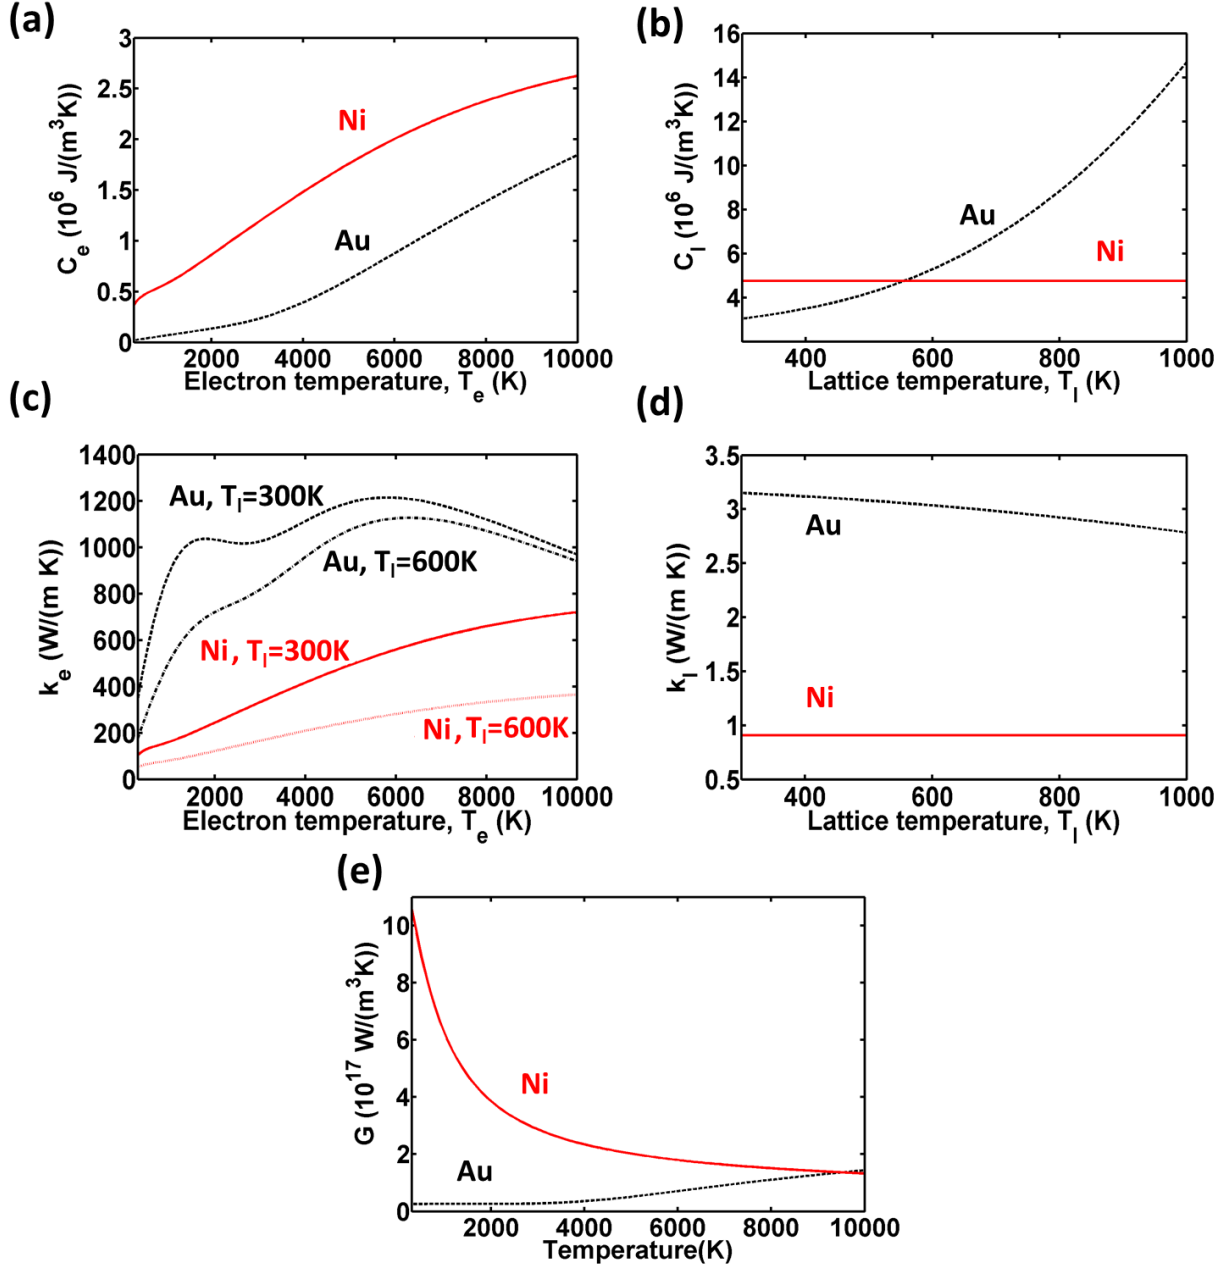 (a)
3
2.5
2
1.5
1
0.5
0
C_e (10^6 J/(m^3K))
Ni
Au
2000 4000 6000 8000 10000
Electron temperature, T_e (K)
(b)
16
14
12
10
8
6
4
C_l (10^6 J/(m^3K))
Au
Ni
400 600 800 1000
Lattice temperature, T_l (K)
(c)
1400
1200
1000
800
600
400
200
0
k_e (W/(m K))
Au, T_l=300K
Au, T_l=600K
Ni, T_l=300K
Ni, T_l=600K
2000 4000 6000 8000 10000
Electron temperature, T_e (K)
(d)
3.5
3
2.5
2
1.5
1
0.5
k_l (W/(m K))
Au
Ni
400 600 800 1000
Lattice temperature, T_l (K)
(e)
10
8
6
4
2
0
G (10^17 W/(m^3K))
Ni
Au
2000 4000 6000 8000 10000
Temperature(K)